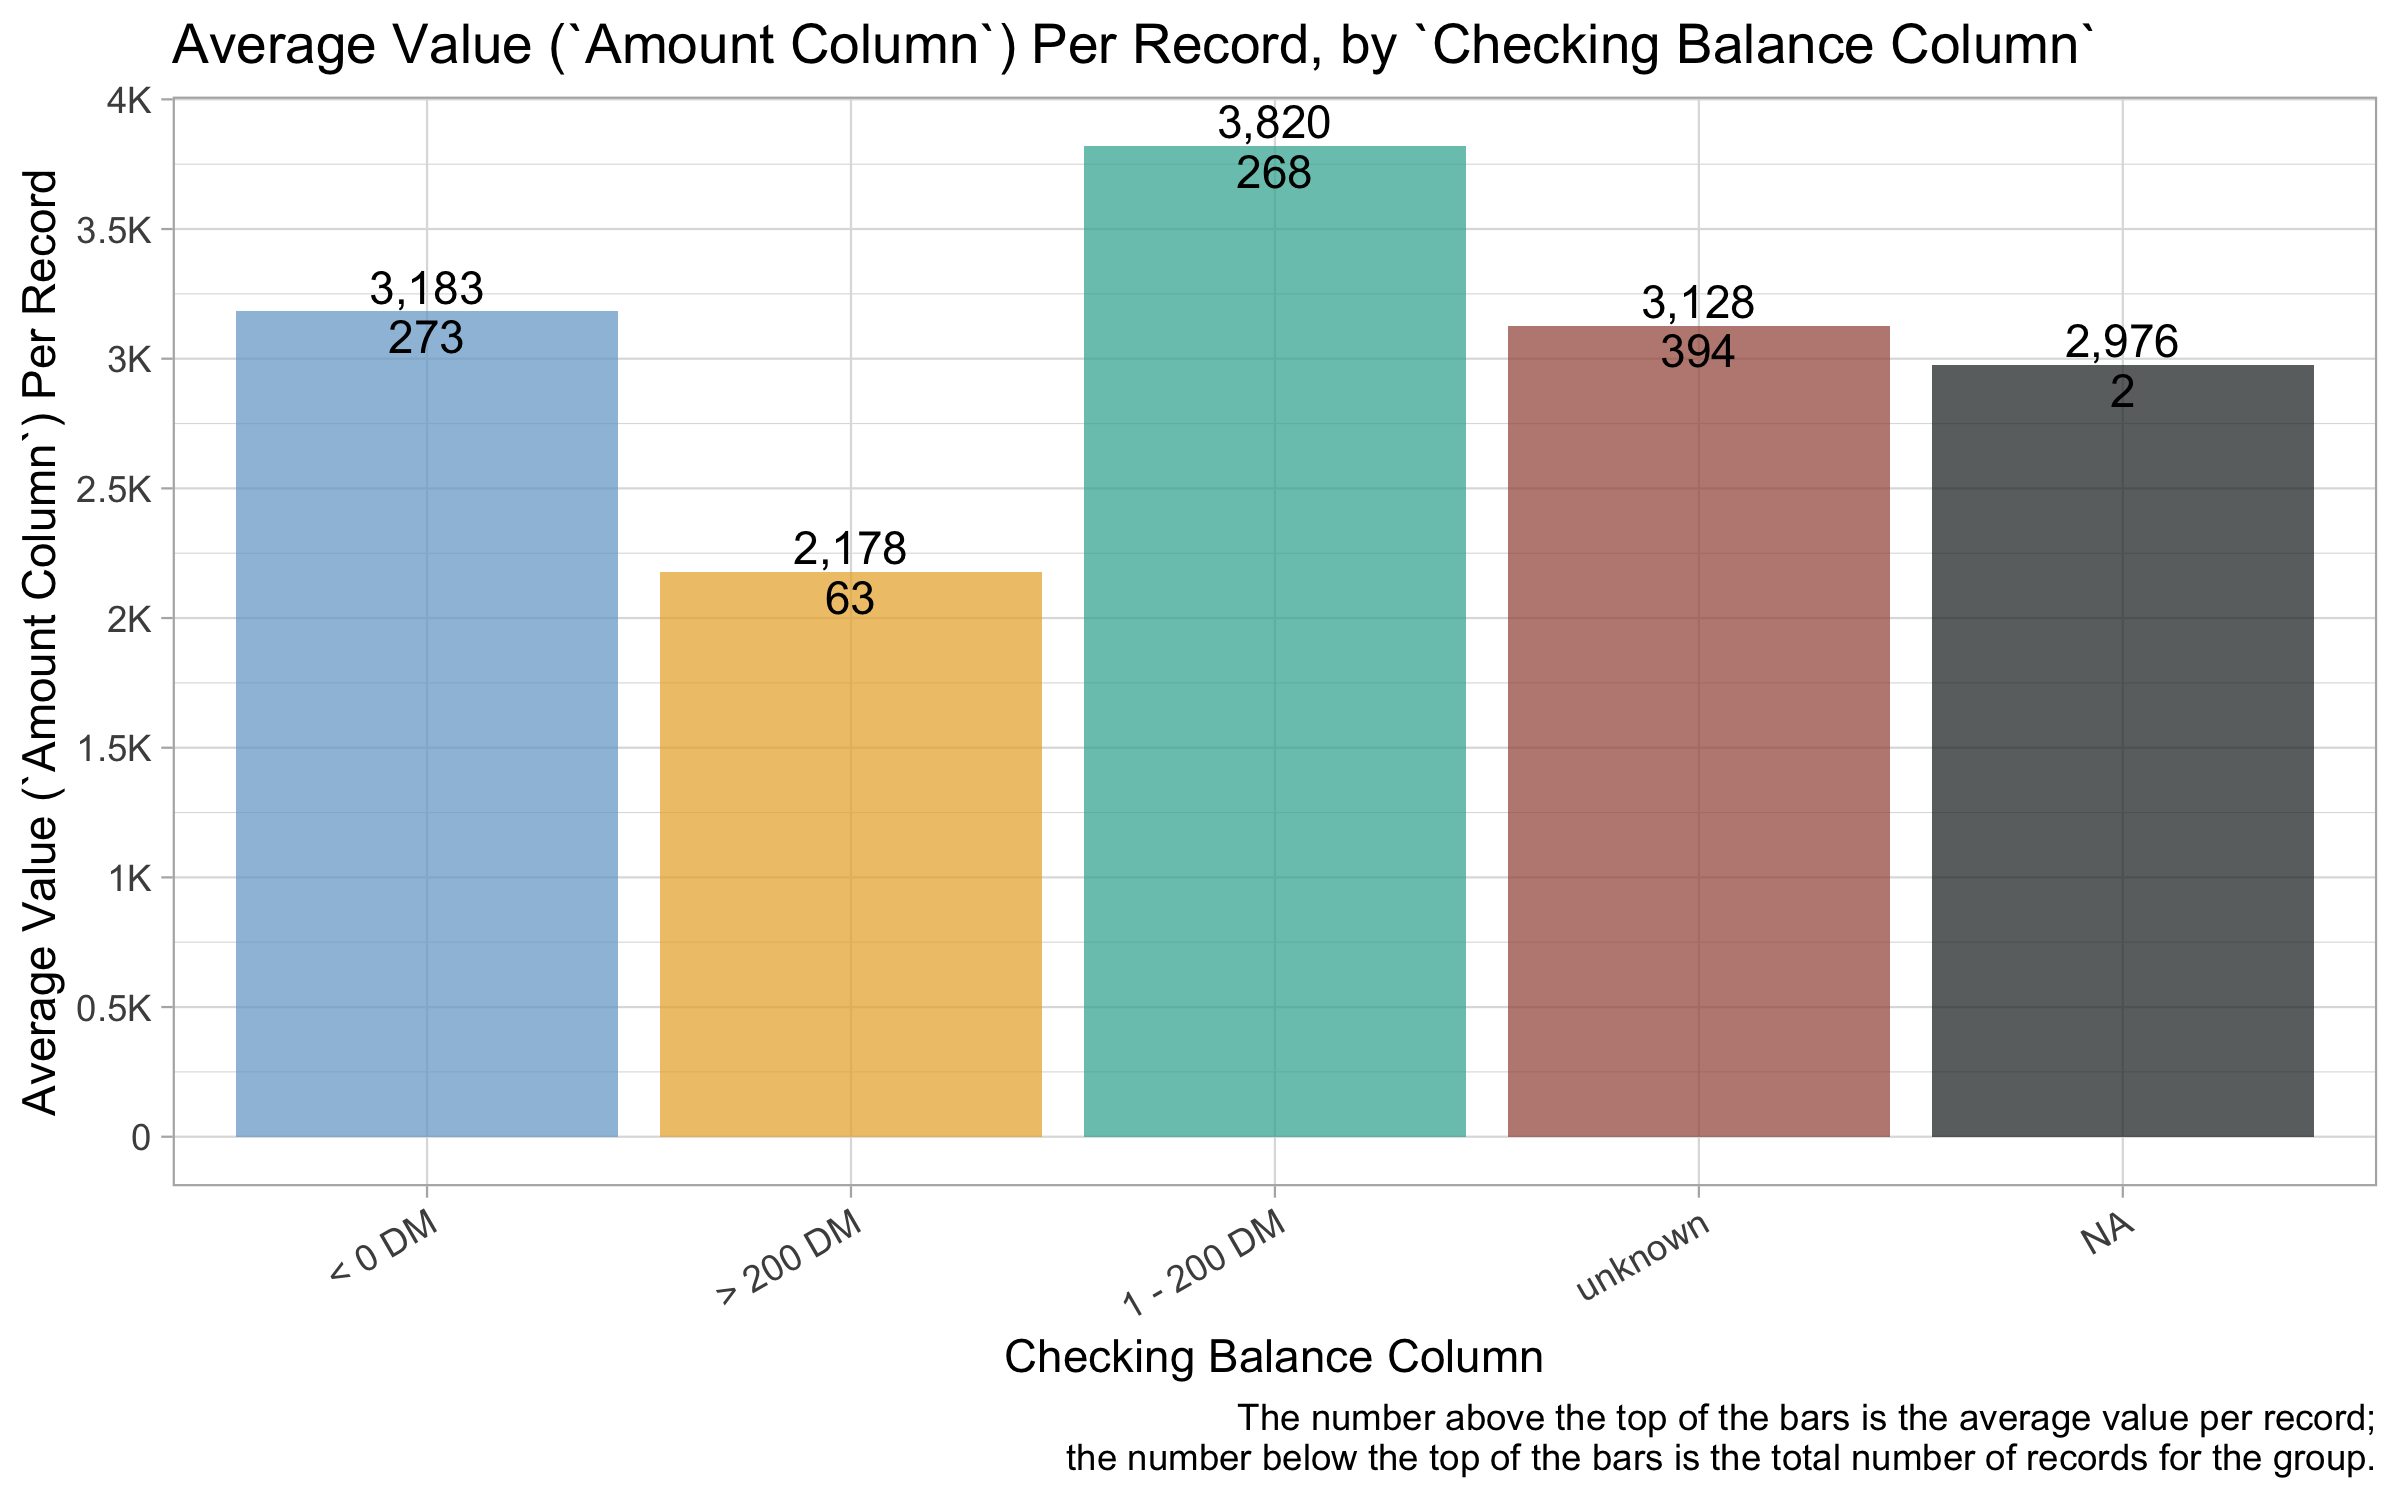 Average Value (`Amount Column`) Per Record, by `Checking Balance Column`
Average Value (`Amount Column`) Per Record
4K
3.5K
3K
2.5K
2K
1.5K
1K
0.5K
0
3,183
273
2,178
63
3,820
268
3,128
394
2,976
2
< 0 DM
> 200 DM
1 - 200 DM
unknown
NA
Checking Balance Column
The number above the top of the bars is the average value per record;
the number below the top of the bars is the total number of records for the group.